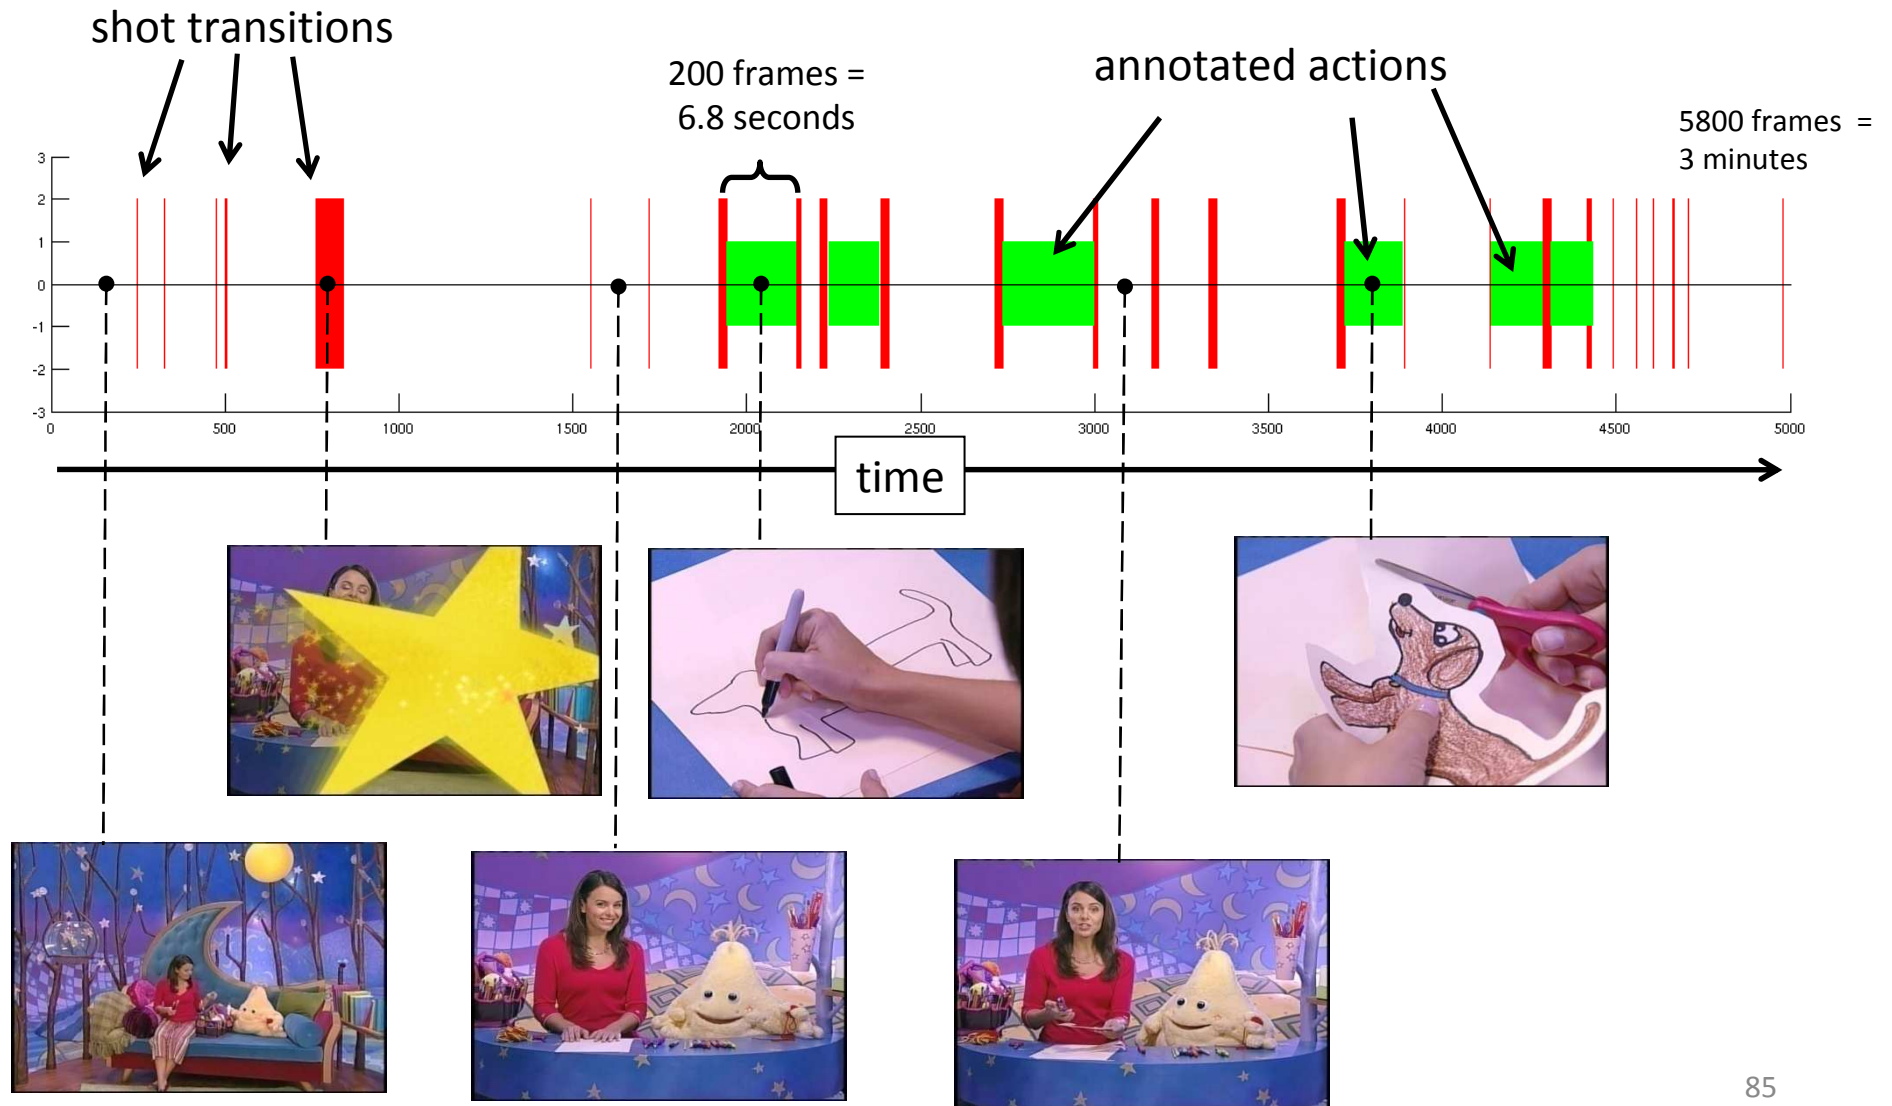 shot transitions
200 frames =
6.8 seconds
annotated actions
5800 frames =
3 minutes
3
2
1
0
-1
-2
-3
0
500
1000
1500
2000
2500
3000
3500
4000
4500
5000
time
85